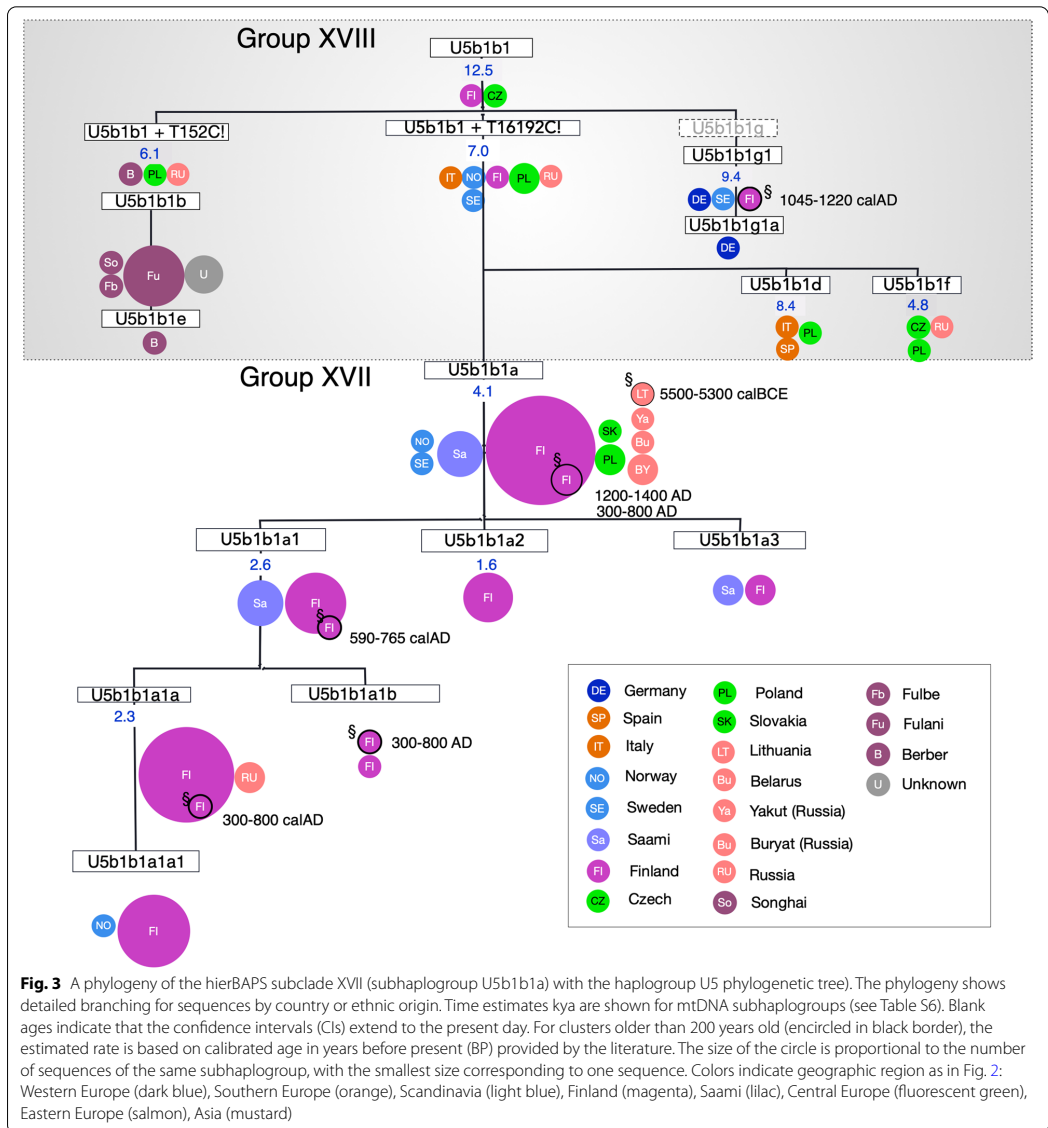 Group XVIII
U5b1b1
12.5
FI CZ
U5b1b1 + T152C!
U5b1b1 + T16192C!
U5b1b1g
U5b1b1g1
6.1
7.0
9.4
B PL RU
IT NO FI PL RU
SE
DE SE FI § 1045-1220 calAD
U5b1b1b
U5b1b1g1a
DE
So Fb Fu U
U5b1b1e
B
U5b1b1d
U5b1b1f
8.4
4.8
IT PL
SP
CZ RU
PL
Group XVII
U5b1b1a
4.1
§ LT 5500-5300 calBCE
Ya
Bu
BY
NO
SE
Sa
FI
§ FI
SK
PL
1200-1400 AD
300-800 AD
U5b1b1a1
U5b1b1a2
U5b1b1a3
2.6
1.6
Sa FI
§ FI 590-765 calAD
FI
Sa FI
U5b1b1a1a
U5b1b1a1b
2.3
FI RU
§ FI 300-800 calAD
§ FI 300-800 AD
FI
U5b1b1a1a1
NO FI
DE Germany
SP Spain
IT Italy
NO Norway
SE Sweden
Sa Saami
FI Finland
CZ Czech
PL Poland
SK Slovakia
LT Lithuania
Bu Belarus
Ya Yakut (Russia)
Bu Buryat (Russia)
RU Russia
So Songhai
Fb Fulbe
Fu Fulani
B Berber
U Unknown
Fig. 3 A phylogeny of the hierBAPS subclade XVII (subhaplogroup U5b1b1a) with the haplogroup U5 phylogenetic tree). The phylogeny shows
detailed branching for sequences by country or ethnic origin. Time estimates kya are shown for mtDNA subhaplogroups (see Table S6). Blank
ages indicate that the confidence intervals (CIs) extend to the present day. For clusters older than 200 years old (encircled in black border), the
estimated rate is based on calibrated age in years before present (BP) provided by the literature. The size of the circle is proportional to the number
of sequences of the same subhaplogroup, with the smallest size corresponding to one sequence. Colors indicate geographic region as in Fig. 2:
Western Europe (dark blue), Southern Europe (orange), Scandinavia (light blue), Finland (magenta), Saami (lilac), Central Europe (fluorescent green),
Eastern Europe (salmon), Asia (mustard)